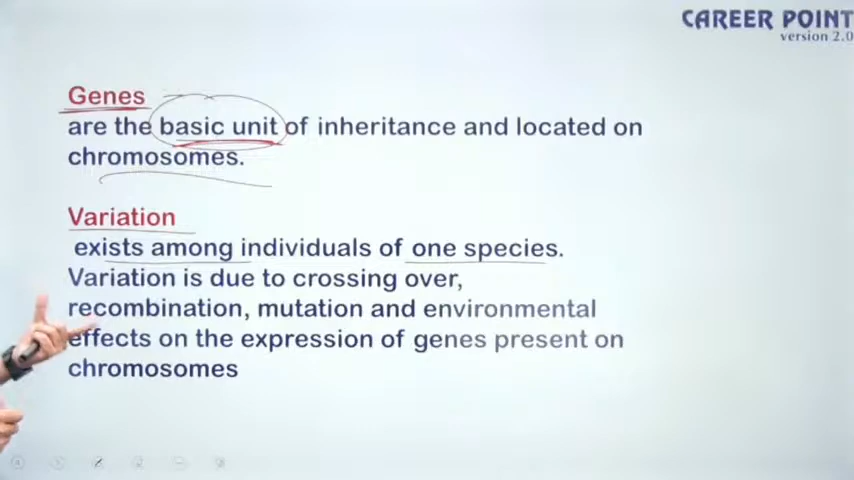 CAREER POINT
version 2.0
Genes
are the basic unit of inheritance and located on
chromosomes.
Variation
exists among individuals of one species.
Variation is due to crossing over,
recombination, mutation and environmental
effects on the expression of genes present on
chromosomes